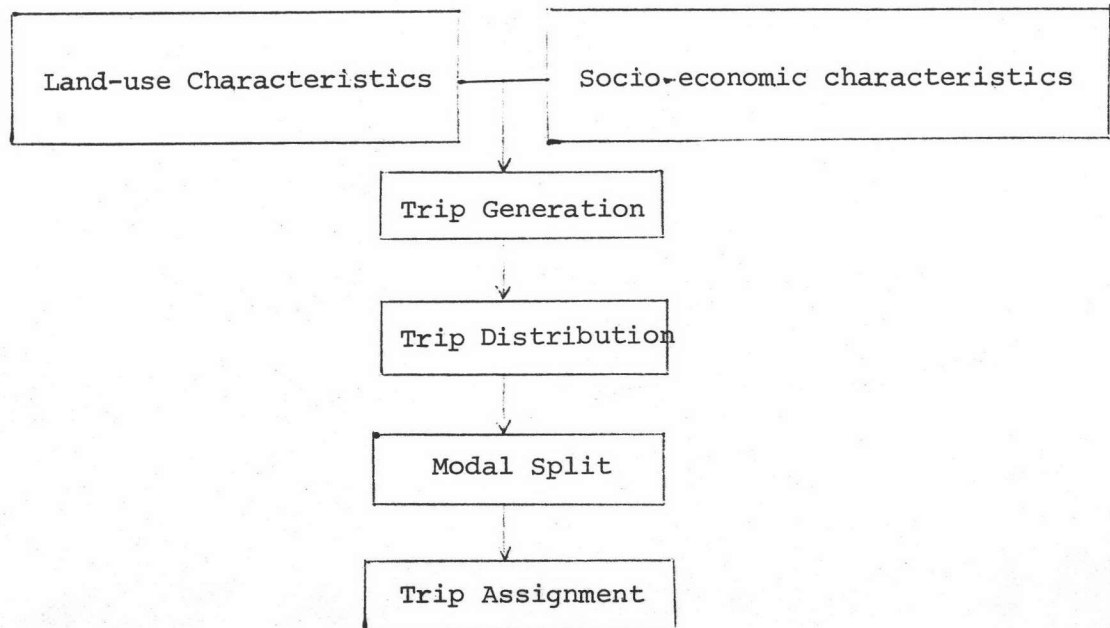 Land-use Characteristics
Socio-economic characteristics
Trip Generation
Trip Distribution
Modal Split
Trip Assignment